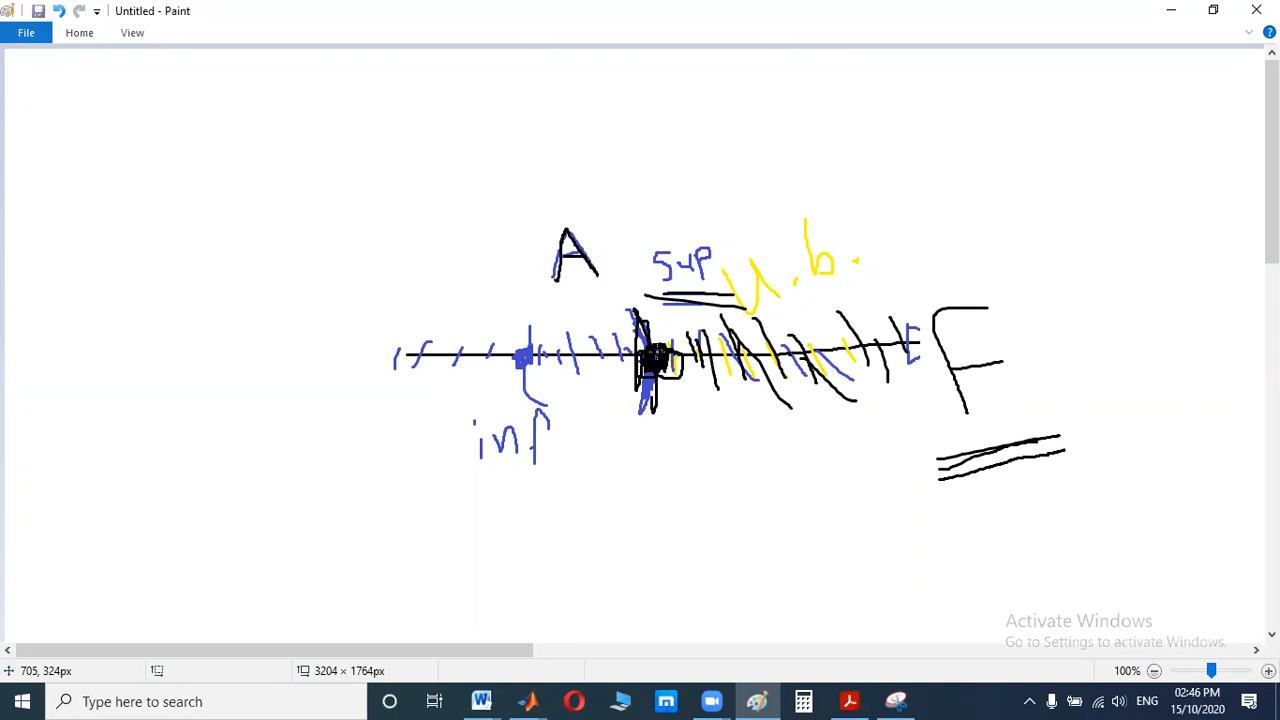 Untitled - Paint
File Home View
A
sup
U.b.
F
inf
Activate Windows
Go to Settings to activate Windows.
705, 324px
3204 × 1764px
100%
Type here to search
ENG
02:46 PM
15/10/2020